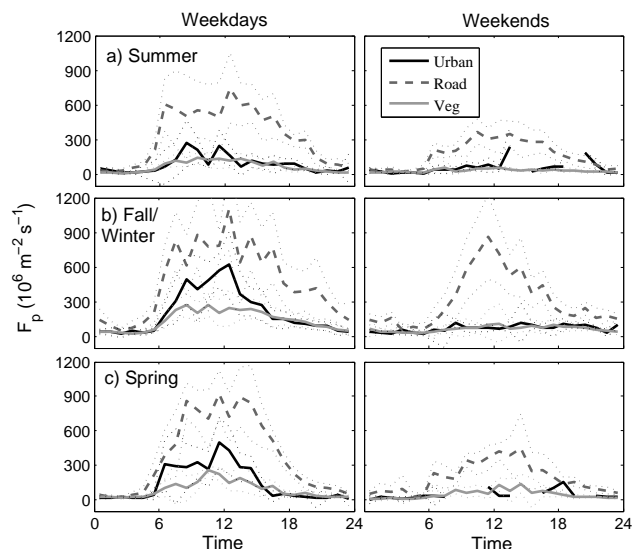 Weekdays Weekends
1200
900
600
300
0
a) Summer
Urban
Road
Veg
1200
900
600
300
0
b) Fall/
Winter
F_p (10^6 m^−2 s^−1)
1200
900
600
300
0
c) Spring
0 6 12 18 24 6 12 18 24
Time Time